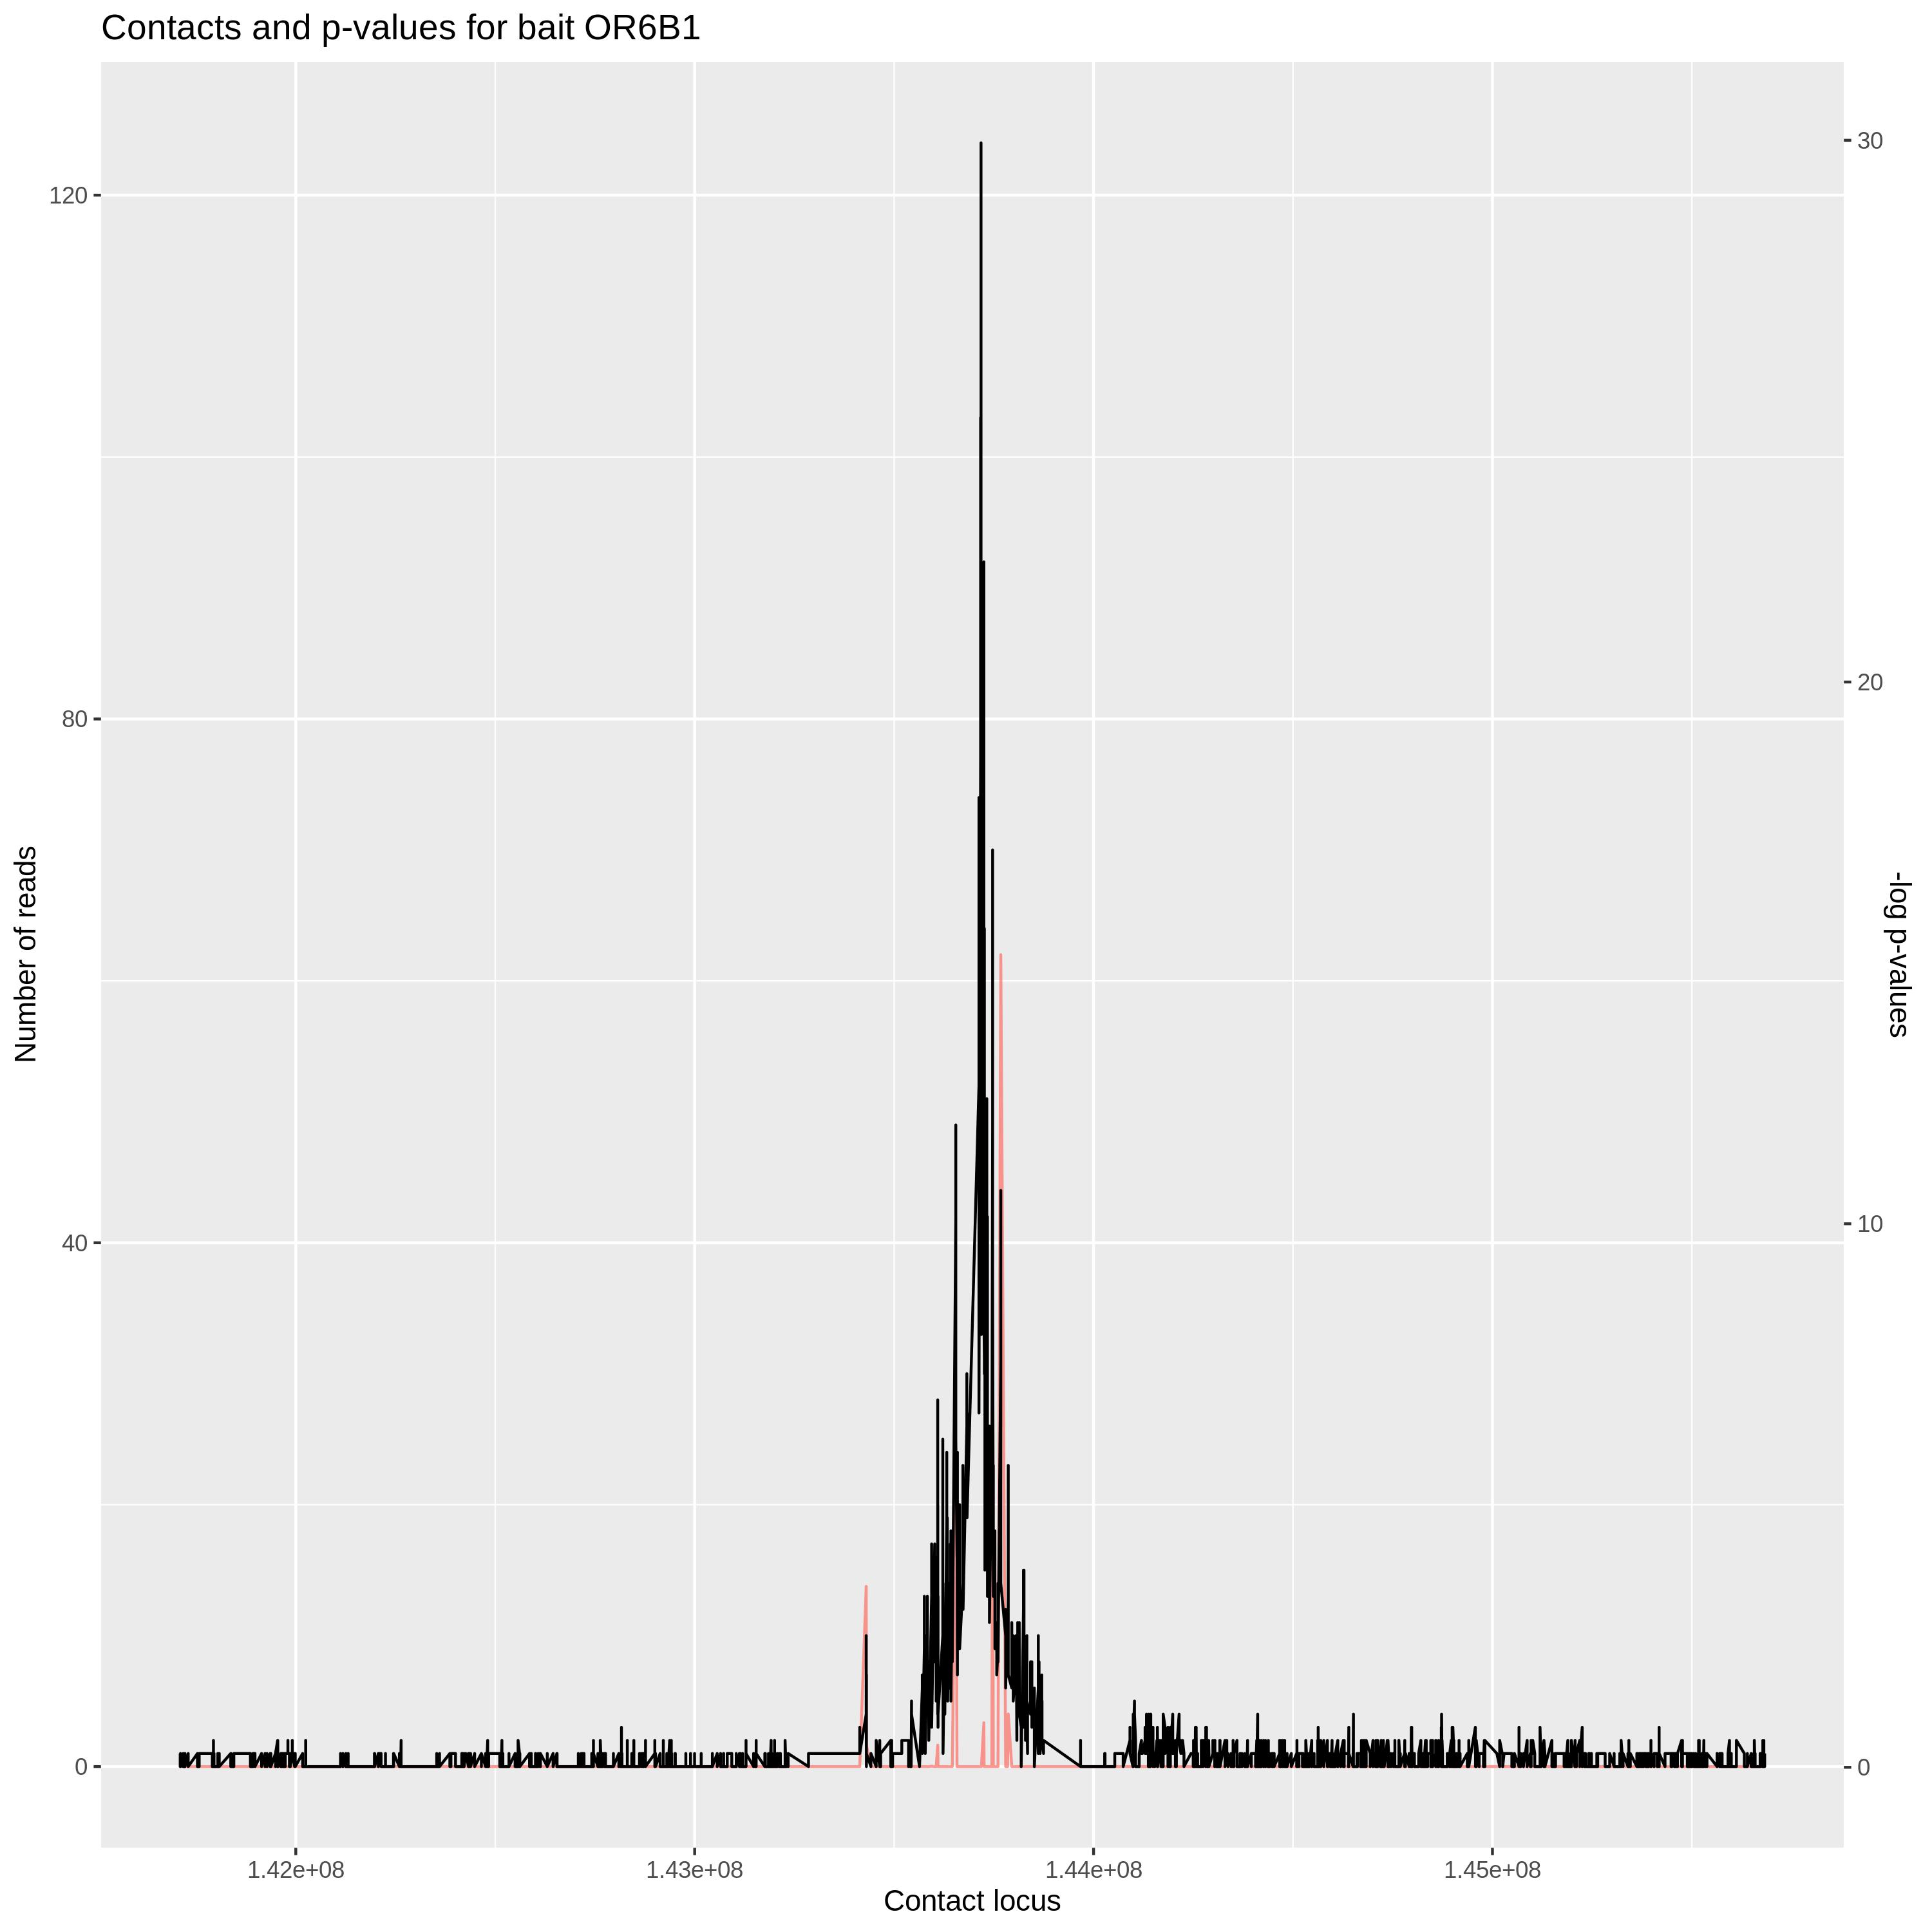 Contacts and p-values for bait OR6B1
120
80
40
0
30
20
10
0
Number of reads
-log p-values
1.42e+08
1.43e+08
1.44e+08
1.45e+08
Contact locus